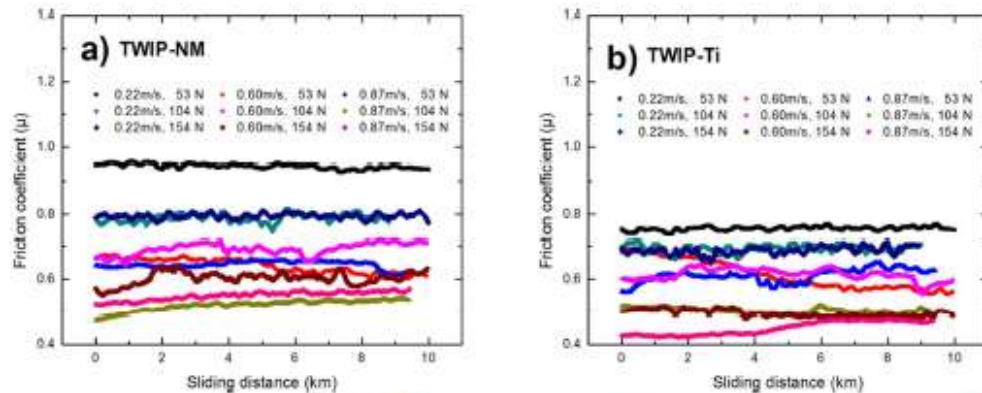 a) TWIP-NM
1.4
1.2
1.0
0.8
0.6
0.4
Friction coefficient (μ)
0.22m/s, 53 N 0.60m/s, 53 N 0.87m/s, 53 N
0.22m/s, 104 N 0.60m/s, 104 N 0.87m/s, 104 N
0.22m/s, 154 N 0.60m/s, 154 N 0.87m/s, 154 N
0 2 4 6 8 10
Sliding distance (km)
b) TWIP-Ti
1.4
1.2
1.0
0.8
0.6
0.4
Friction coefficient (μ)
0.22m/s, 53 N 0.60m/s, 53 N 0.87m/s, 53 N
0.22m/s, 104 N 0.60m/s, 104 N 0.87m/s, 104 N
0.22m/s, 154 N 0.60m/s, 154 N 0.87m/s, 154 N
0 2 4 6 8 10
Sliding distance (km)